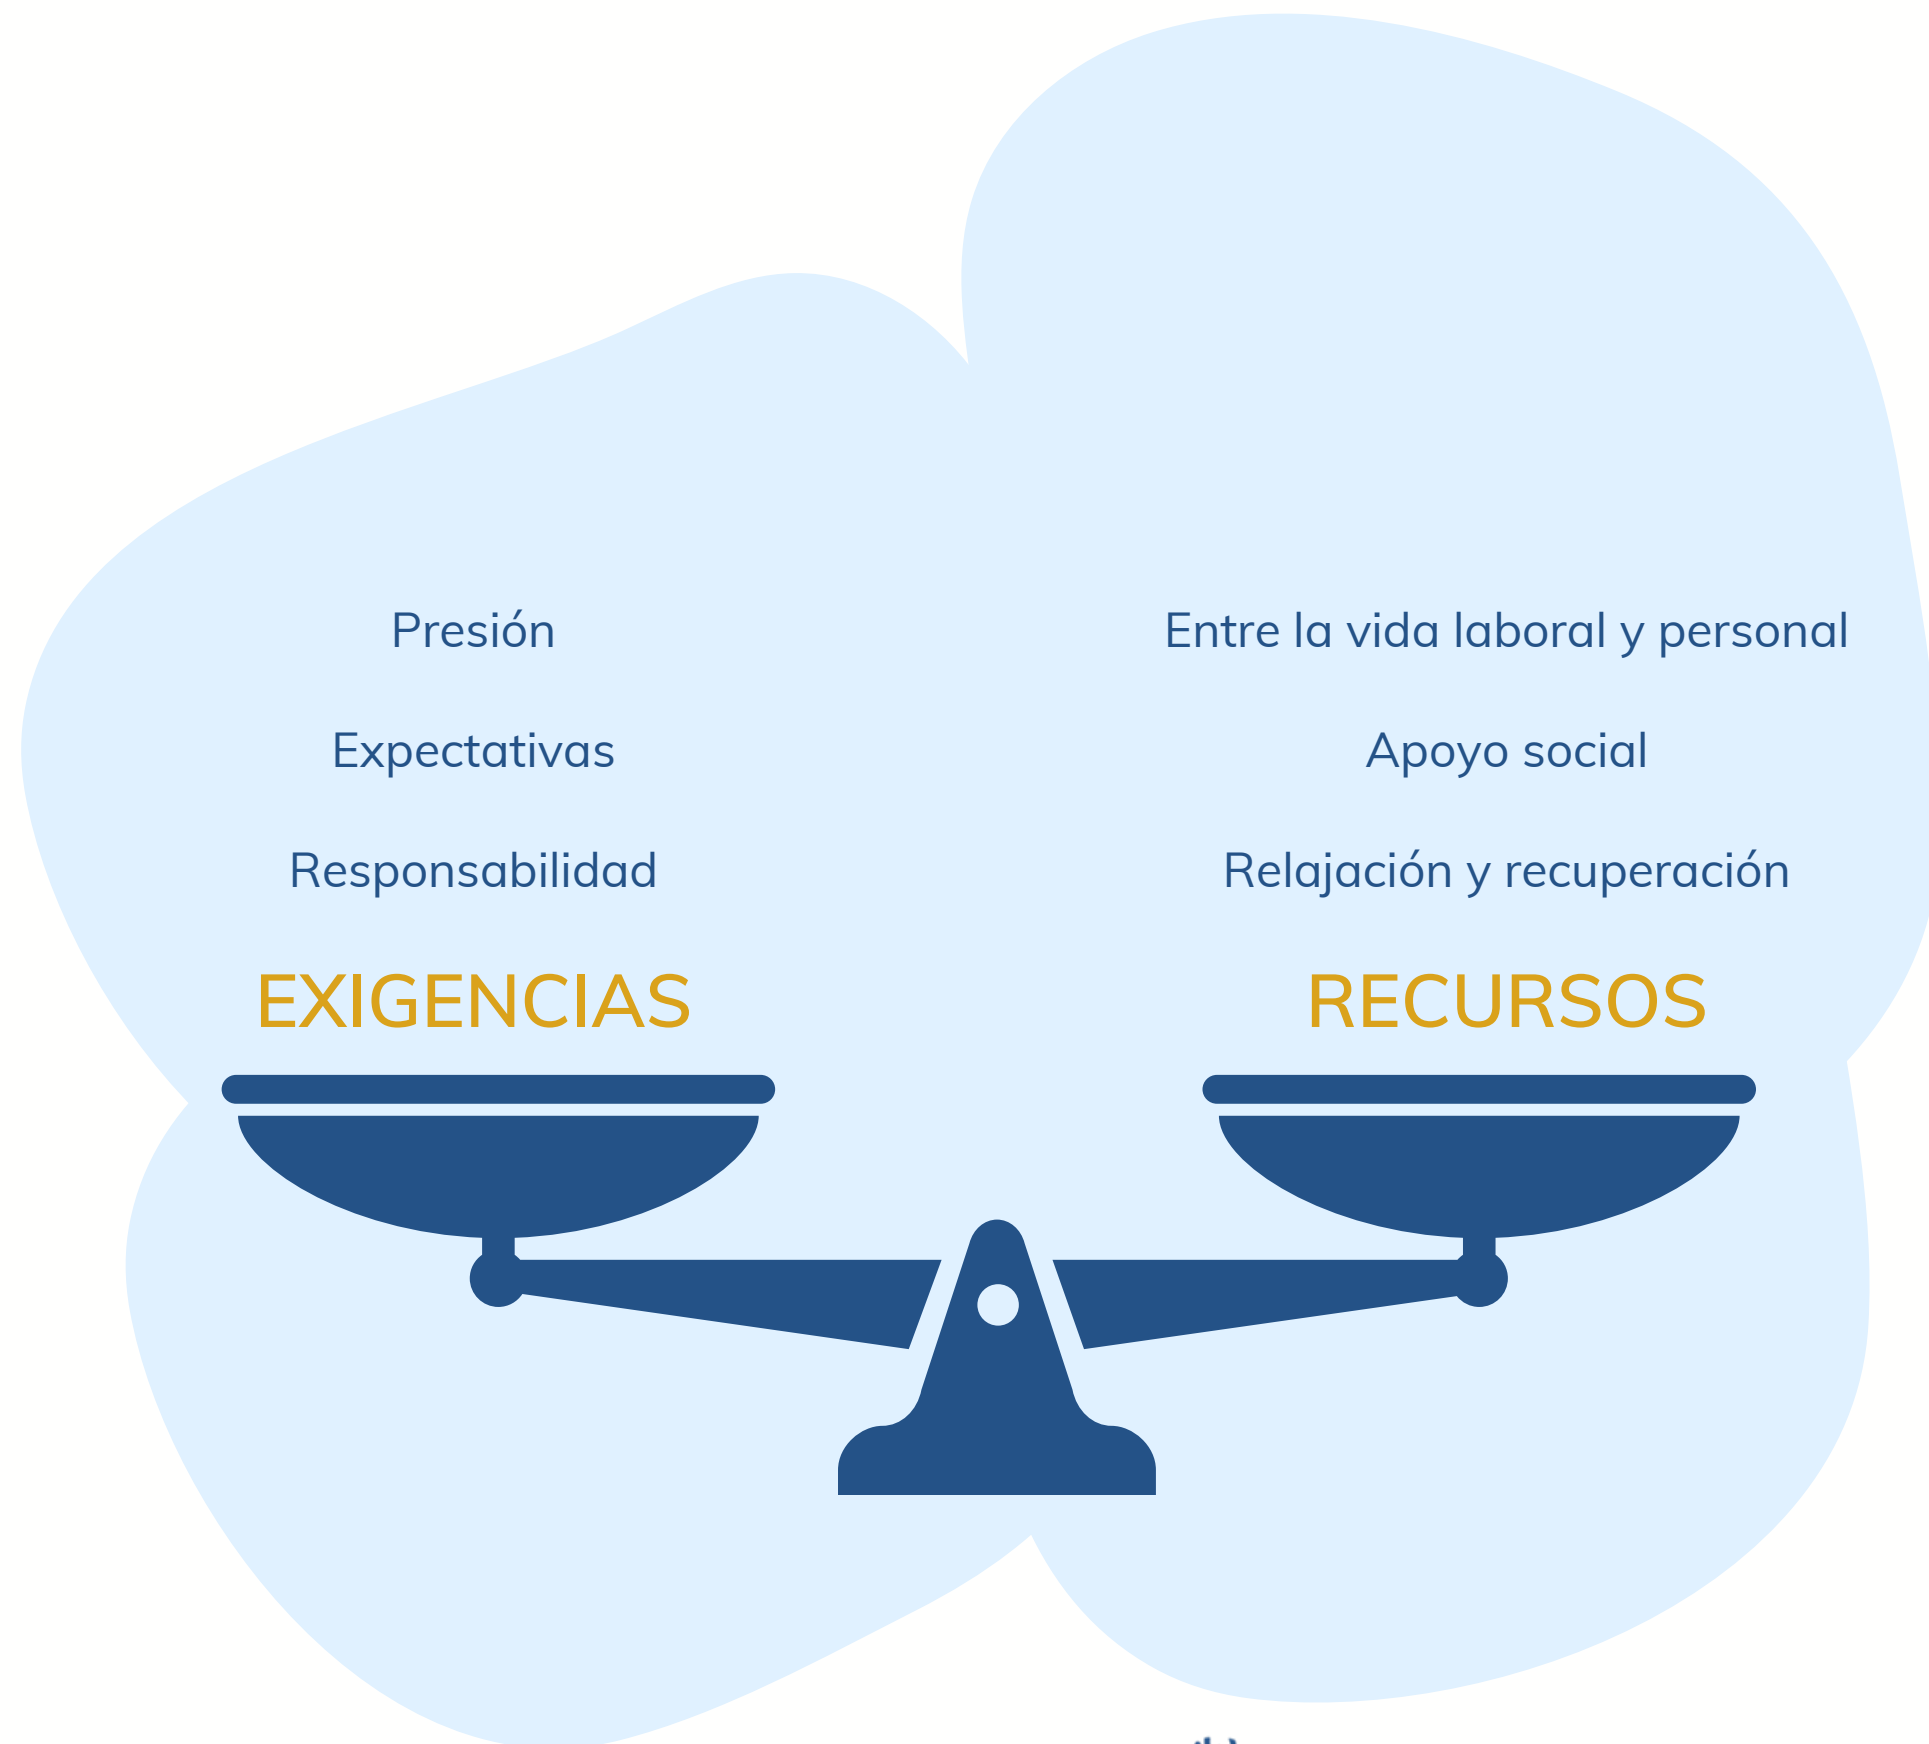 Presión
Expectativas
Responsabilidad
EXIGENCIAS
Entre la vida laboral y personal
Apoyo social
Relajación y recuperación
RECURSOS